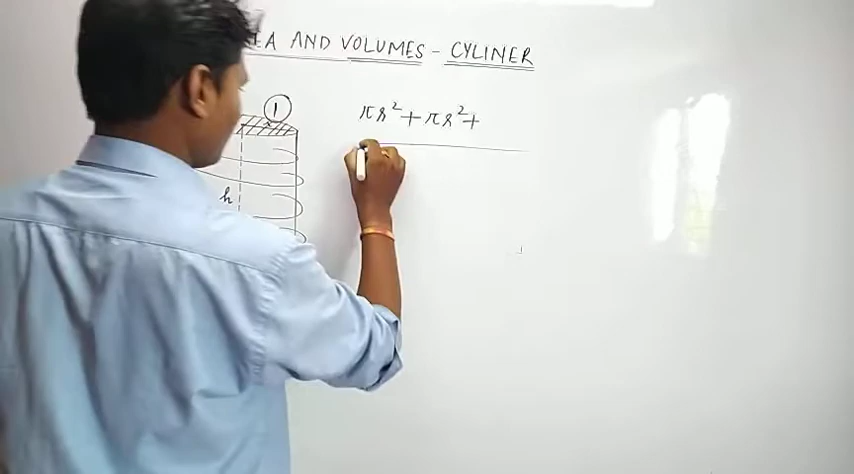 EA AND VOLUMES - CYLINER
1
πr² + πr² +
h